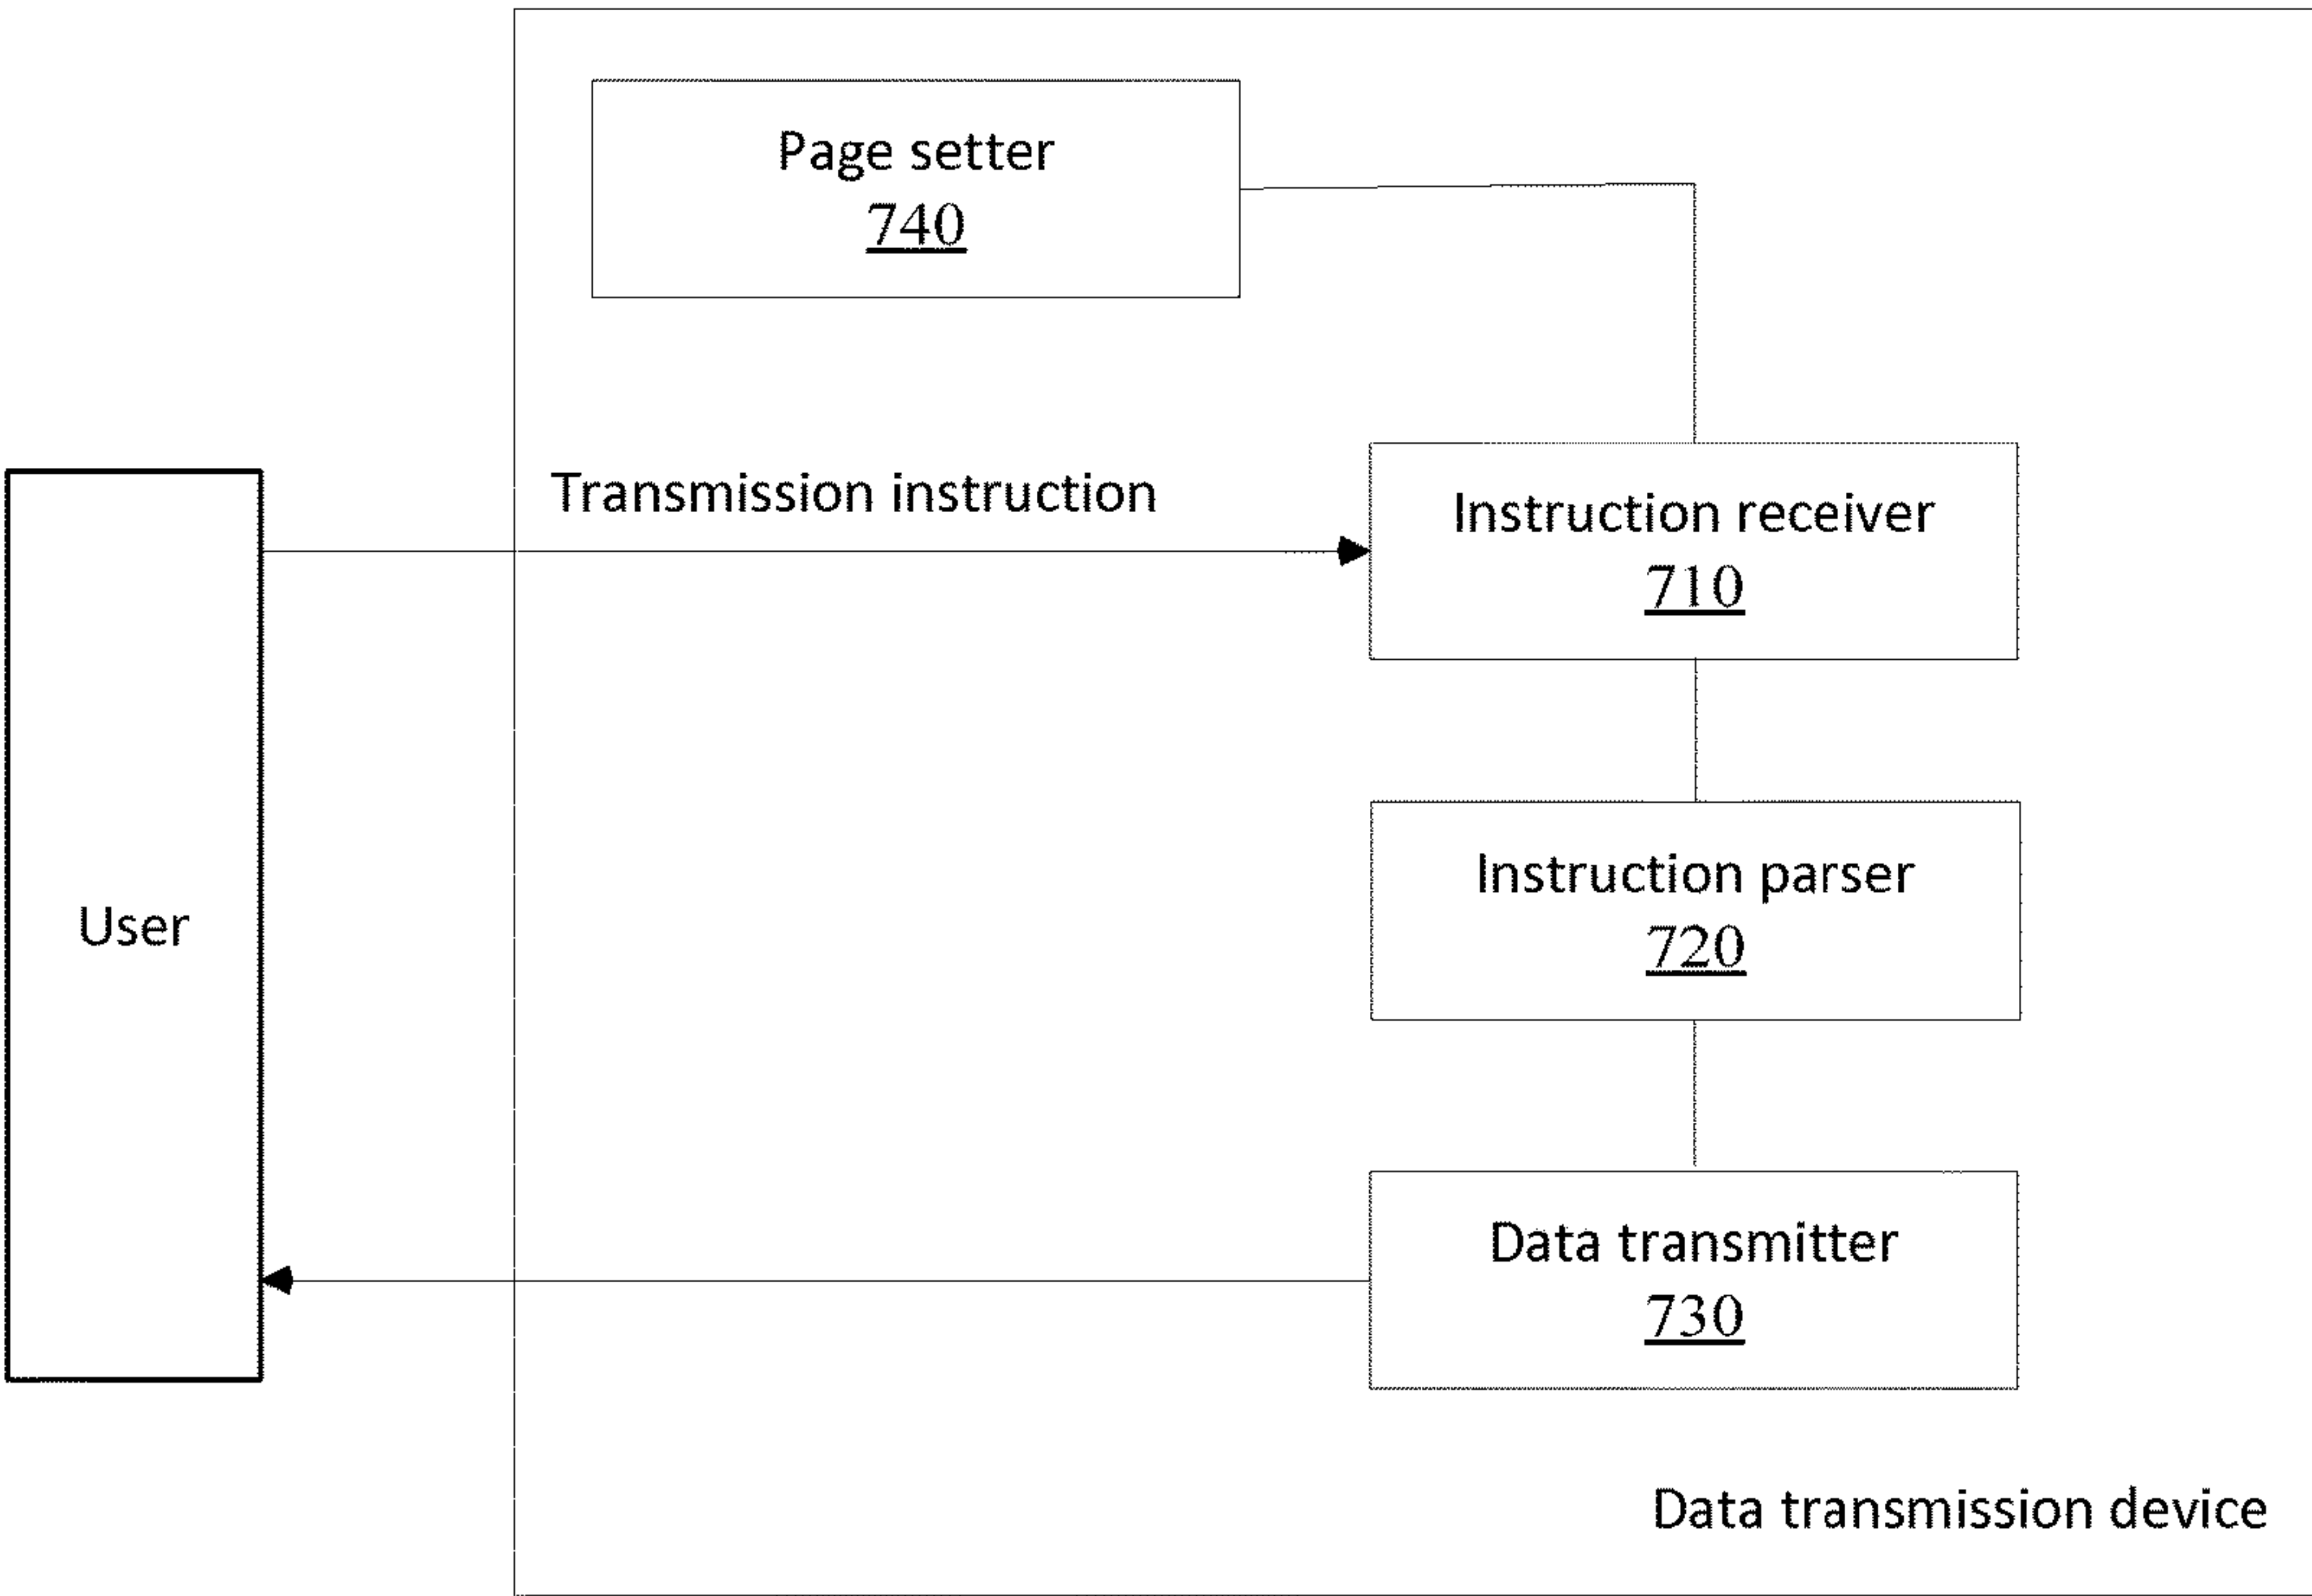 Page setter
740
Transmission instruction
Instruction receiver
710
Instruction parser
720
User
Data transmitter
730
Data transmission device